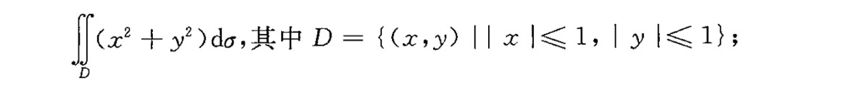 ∬_D (x² + y²)dσ,其中 D = {(x,y) | | x |⩽ 1, | y |⩽ 1};